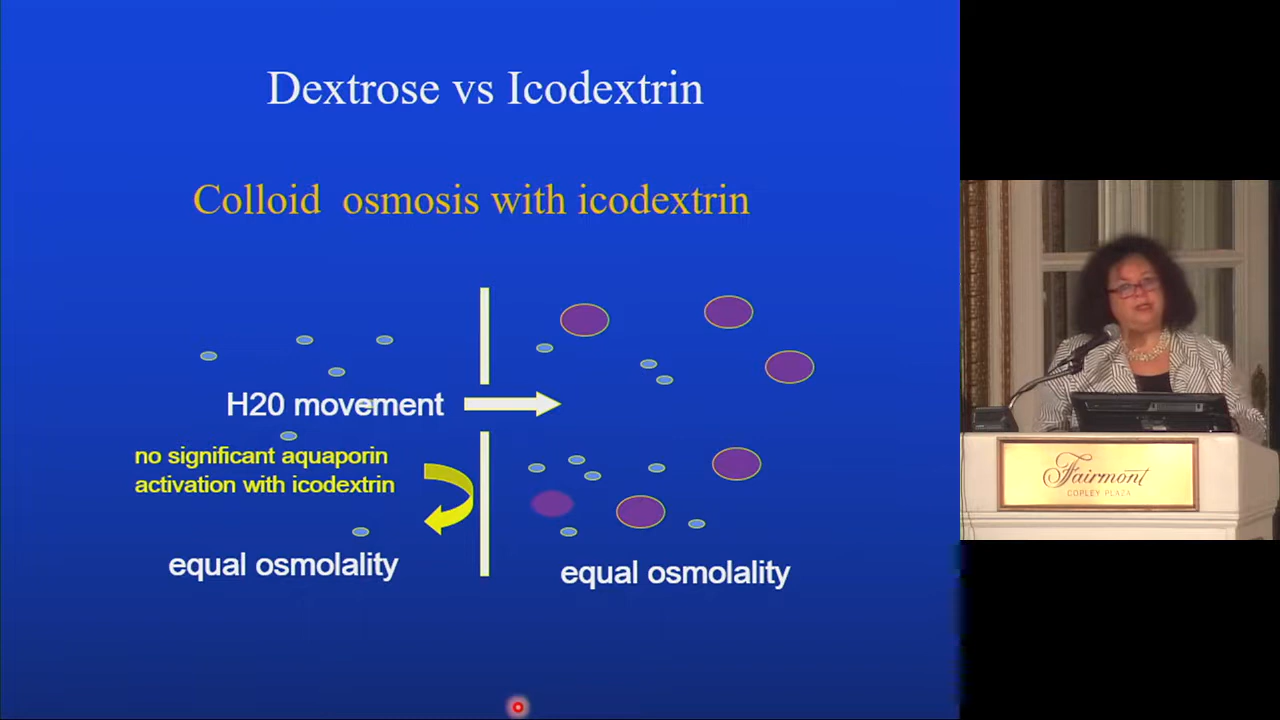 Dextrose vs Icodextrin
Colloid osmosis with icodextrin
H20 movement
no significant aquaporin
activation with icodextrin
equal osmolality
equal osmolality
Fairmont
COPLEY PLAZA